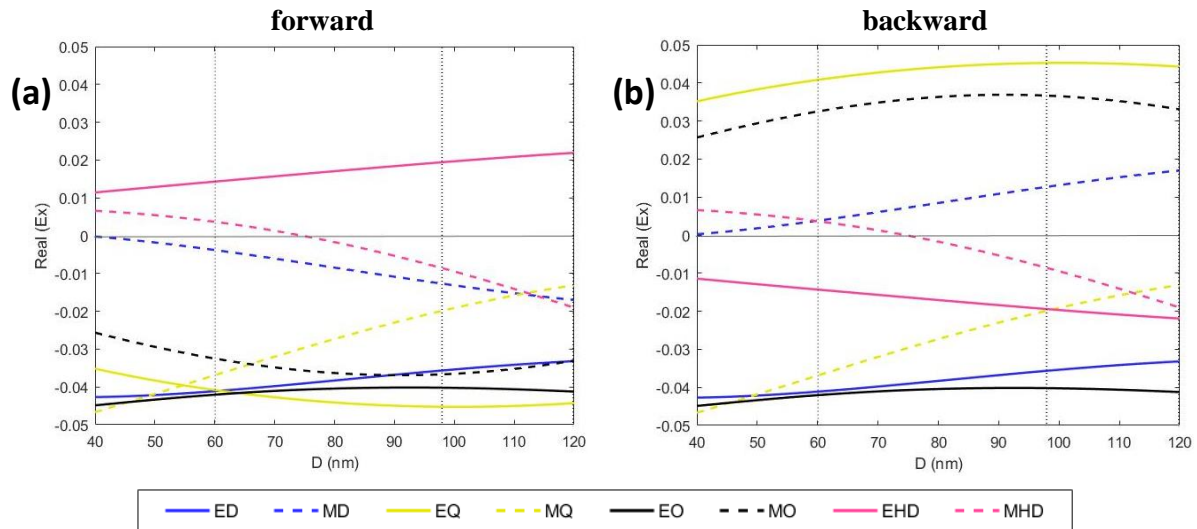 forward
(a)
0.05
0.04
0.03
0.02
0.01
0
-0.01
-0.02
-0.03
-0.04
-0.05
Real (Ex)
40 50 60 70 80 90 100 110 120
D (nm)
backward
(b)
0.05
0.04
0.03
0.02
0.01
0
-0.01
-0.02
-0.03
-0.04
-0.05
Real (Ex)
40 50 60 70 80 90 100 110 120
D (nm)
ED MD EQ MQ EO MO EHD MHD